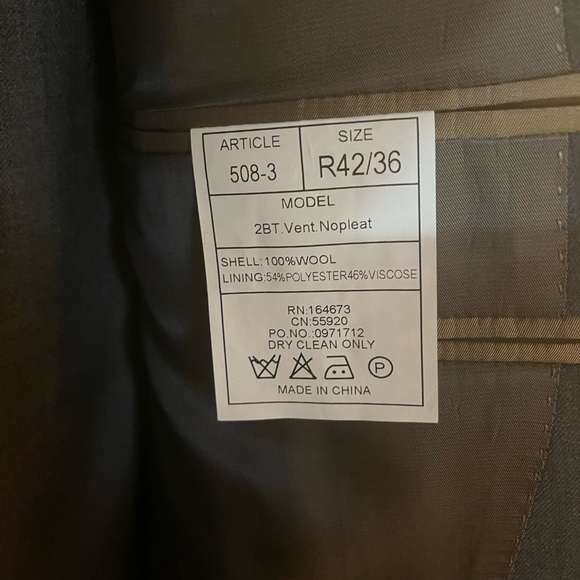 ARTICLE SIZE
508-3 R42/36
MODEL
2BT.Vent.Nopleat
SHELL:100%WOOL
LINING:54%POLYESTER46%VISCOSE
RN:164673
CN:55920
PO.NO.:0971712
DRY CLEAN ONLY
P
MADE IN CHINA